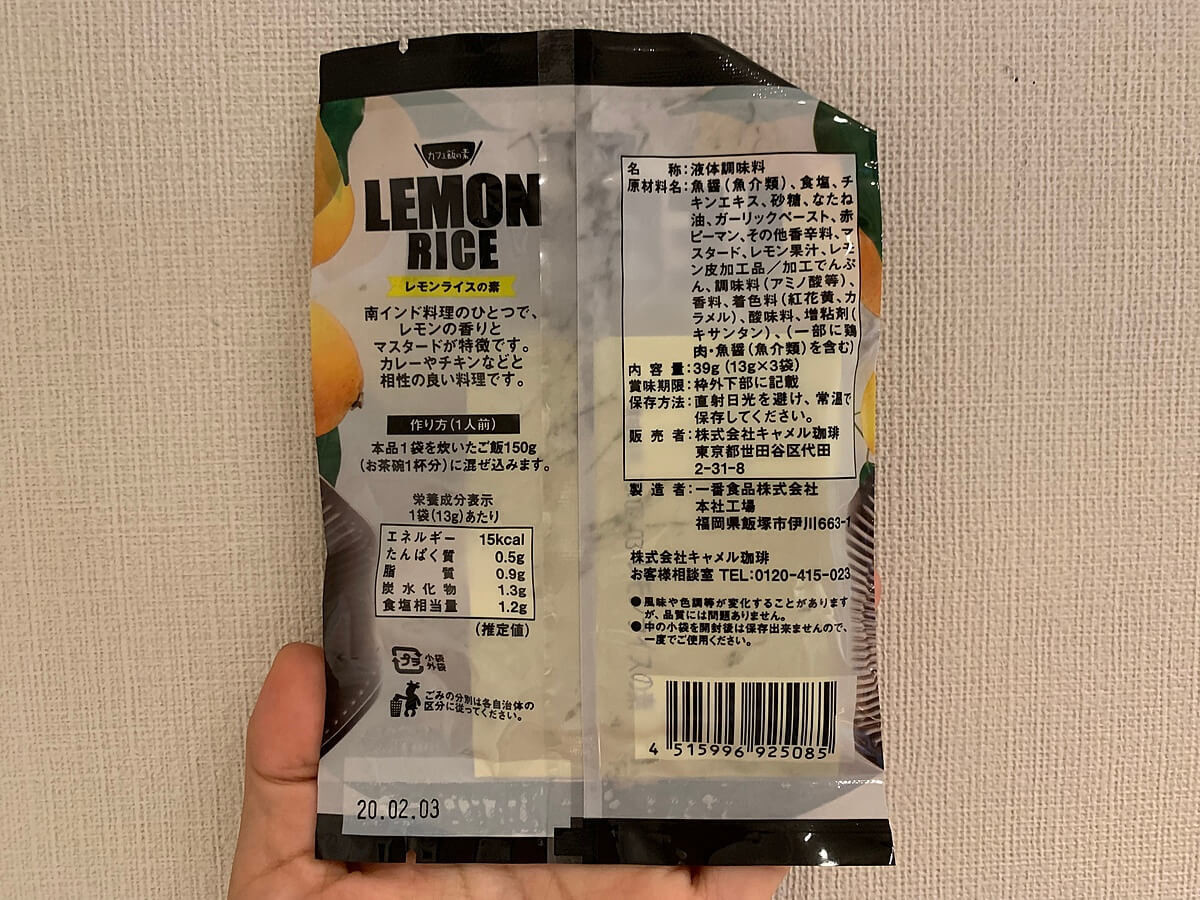 カフェ飯の素
LEMON
RICE
レモンライスの素
南インド料理のひとつで、
レモンの香りと
マスタードが特徴です。
カレーやチキンなどと
相性の良い料理です。
作り方(1人前)
本品1袋を炊いたご飯150g
(お茶碗1杯分)に混ぜ込みます。
栄養成分表示
1袋(13g)あたり
エネルギー 15kcal
たんぱく質 0.5g
脂質 0.9g
炭水化物 1.3g
食塩相当量 1.2g
(推定値)
プラ
小袋
外袋
ごみの分別は各自治体の
区分に従ってください。
20.02.03
名称:液体調味料
原材料名:魚醤(魚介類)、食塩、チ
キンエキス、砂糖、なたね
油、ガーリックペースト、赤
ピーマン、その他香辛料、マ
スタード、レモン果汁、レモ
ン皮加工品/加工でんぷ
ん、調味料(アミノ酸等)、
香料、着色料(紅花黄、カ
ラメル)、酸味料、増粘剤(
キサンタン)、(一部に鶏
肉・魚醤(魚介類)を含む)
内容量:39g(13g×3袋)
賞味期限:枠外下部に記載
保存方法:直射日光を避け、常温で
保存してください。
販売者:株式会社キャメル珈琲
東京都世田谷区代田
2-31-8
製造者:一番食品株式会社
本社工場
福岡県飯塚市伊川663-1
株式会社キャメル珈琲
お客様相談室 TEL:0120-415-023
●風味や色調等が変化することがあります
が、品質には問題ありません。
●中の小袋を開封後は保存出来ませんので、
一度でご使用ください。
4 515996 925085